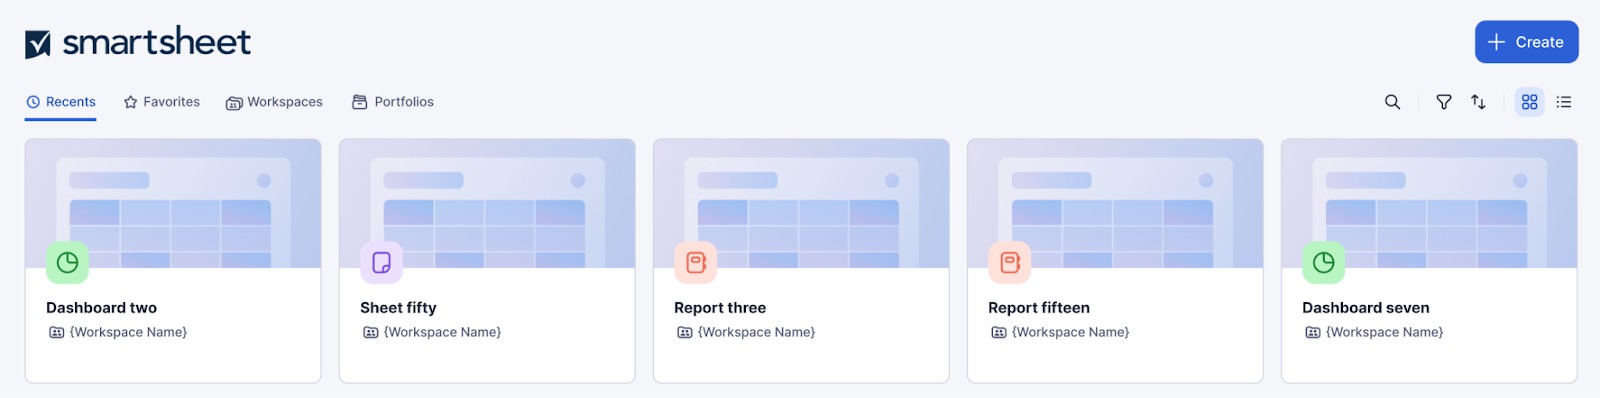 smartsheet
Create
Recents Favorites Workspaces Portfolios
Dashboard two
{Workspace Name}
Sheet fifty
{Workspace Name}
Report three
{Workspace Name}
Report fifteen
{Workspace Name}
Dashboard seven
{Workspace Name}